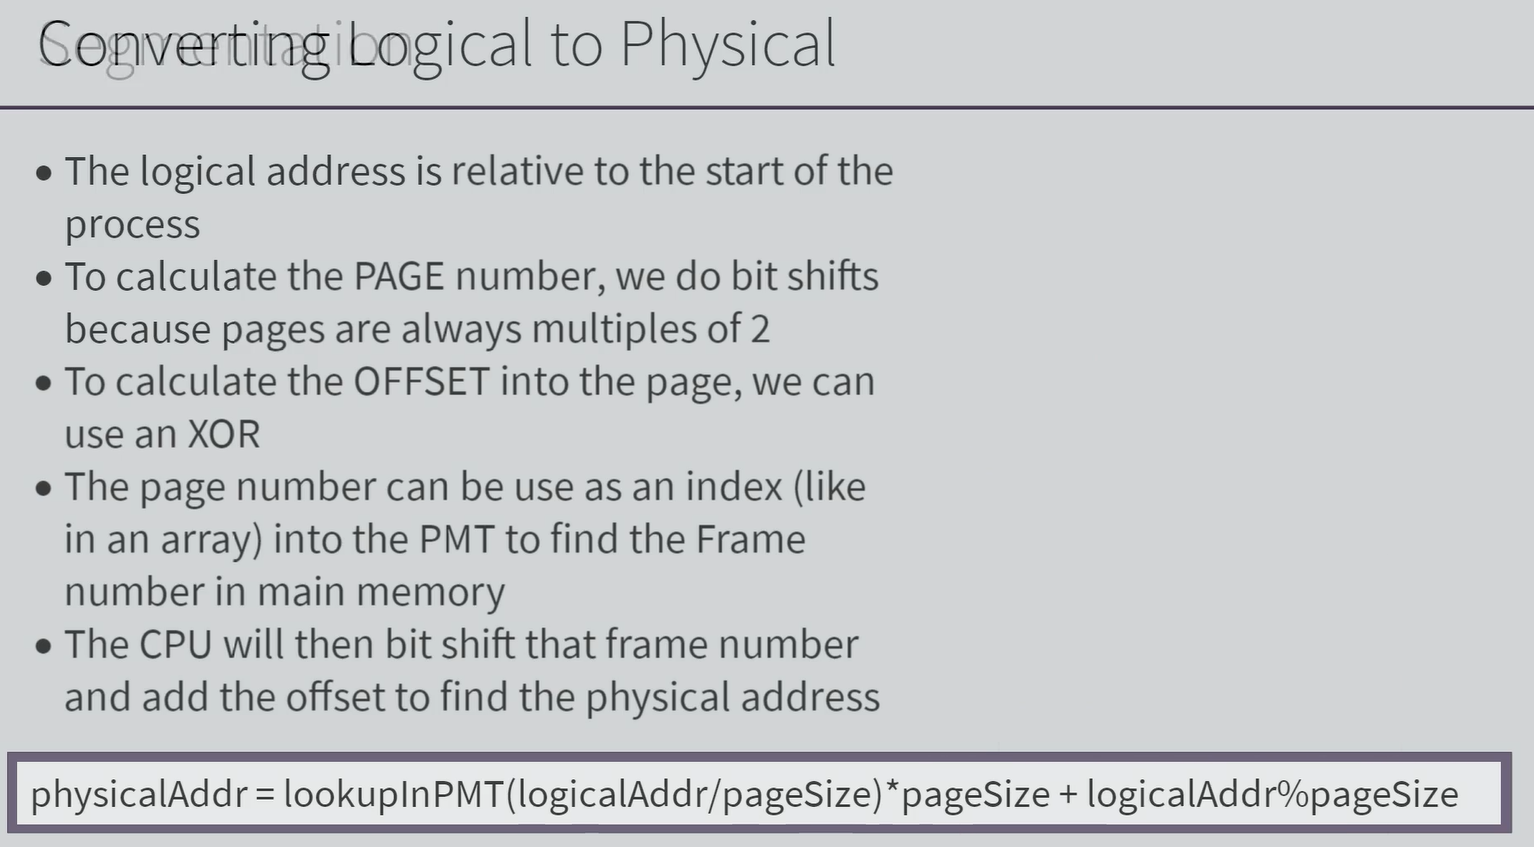 Converting Logical to Physical
Segmentation
• The logical address is relative to the start of the
process
• To calculate the PAGE number, we do bit shifts
because pages are always multiples of 2
• To calculate the OFFSET into the page, we can
use an XOR
• The page number can be use as an index (like
in an array) into the PMT to find the Frame
number in main memory
• The CPU will then bit shift that frame number
and add the offset to find the physical address
physicalAddr = lookupInPMT(logicalAddr/pageSize)*pageSize + logicalAddr%pageSize